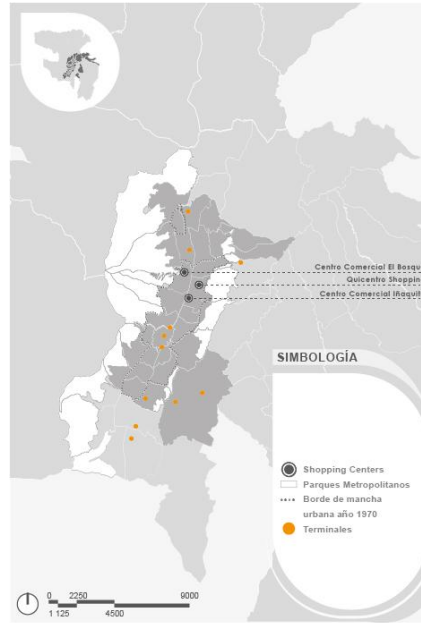 Centro Comercial El Bosqu
Quicentro Shoppin
Centro Comercial Iñaquit
SIMBOLOGÍA
Shopping Centers
Parques Metropolitanos
Borde de mancha
urbana año 1970
Terminales
0 2250 9000
1 125 4500